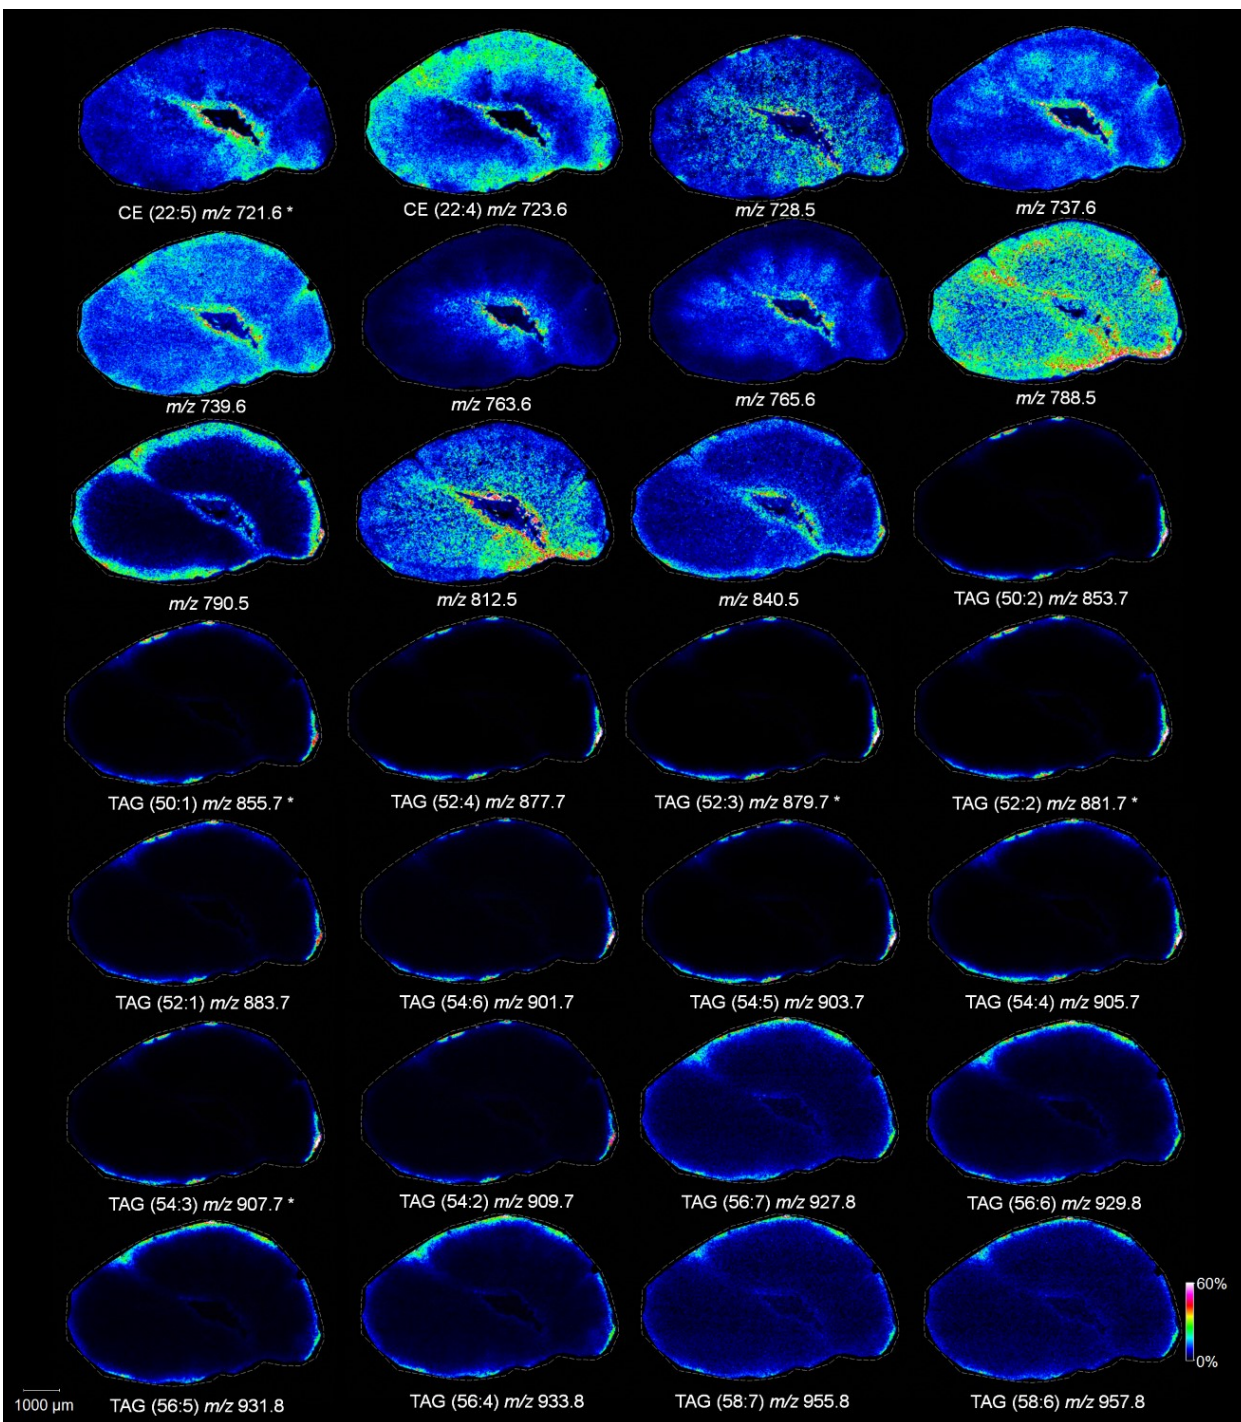 CE (22:5) m/z 721.6 *
CE (22:4) m/z 723.6
m/z 728.5
m/z 737.6
m/z 739.6
m/z 763.6
m/z 765.6
m/z 788.5
m/z 790.5
m/z 812.5
m/z 840.5
TAG (50:2) m/z 853.7
TAG (50:1) m/z 855.7 *
TAG (52:4) m/z 877.7
TAG (52:3) m/z 879.7 *
TAG (52:2) m/z 881.7 *
TAG (52:1) m/z 883.7
TAG (54:6) m/z 901.7
TAG (54:5) m/z 903.7
TAG (54:4) m/z 905.7
TAG (54:3) m/z 907.7 *
TAG (54:2) m/z 909.7
TAG (56:7) m/z 927.8
TAG (56:6) m/z 929.8
60%
0%
1000 µm
TAG (56:5) m/z 931.8
TAG (56:4) m/z 933.8
TAG (58:7) m/z 955.8
TAG (58:6) m/z 957.8